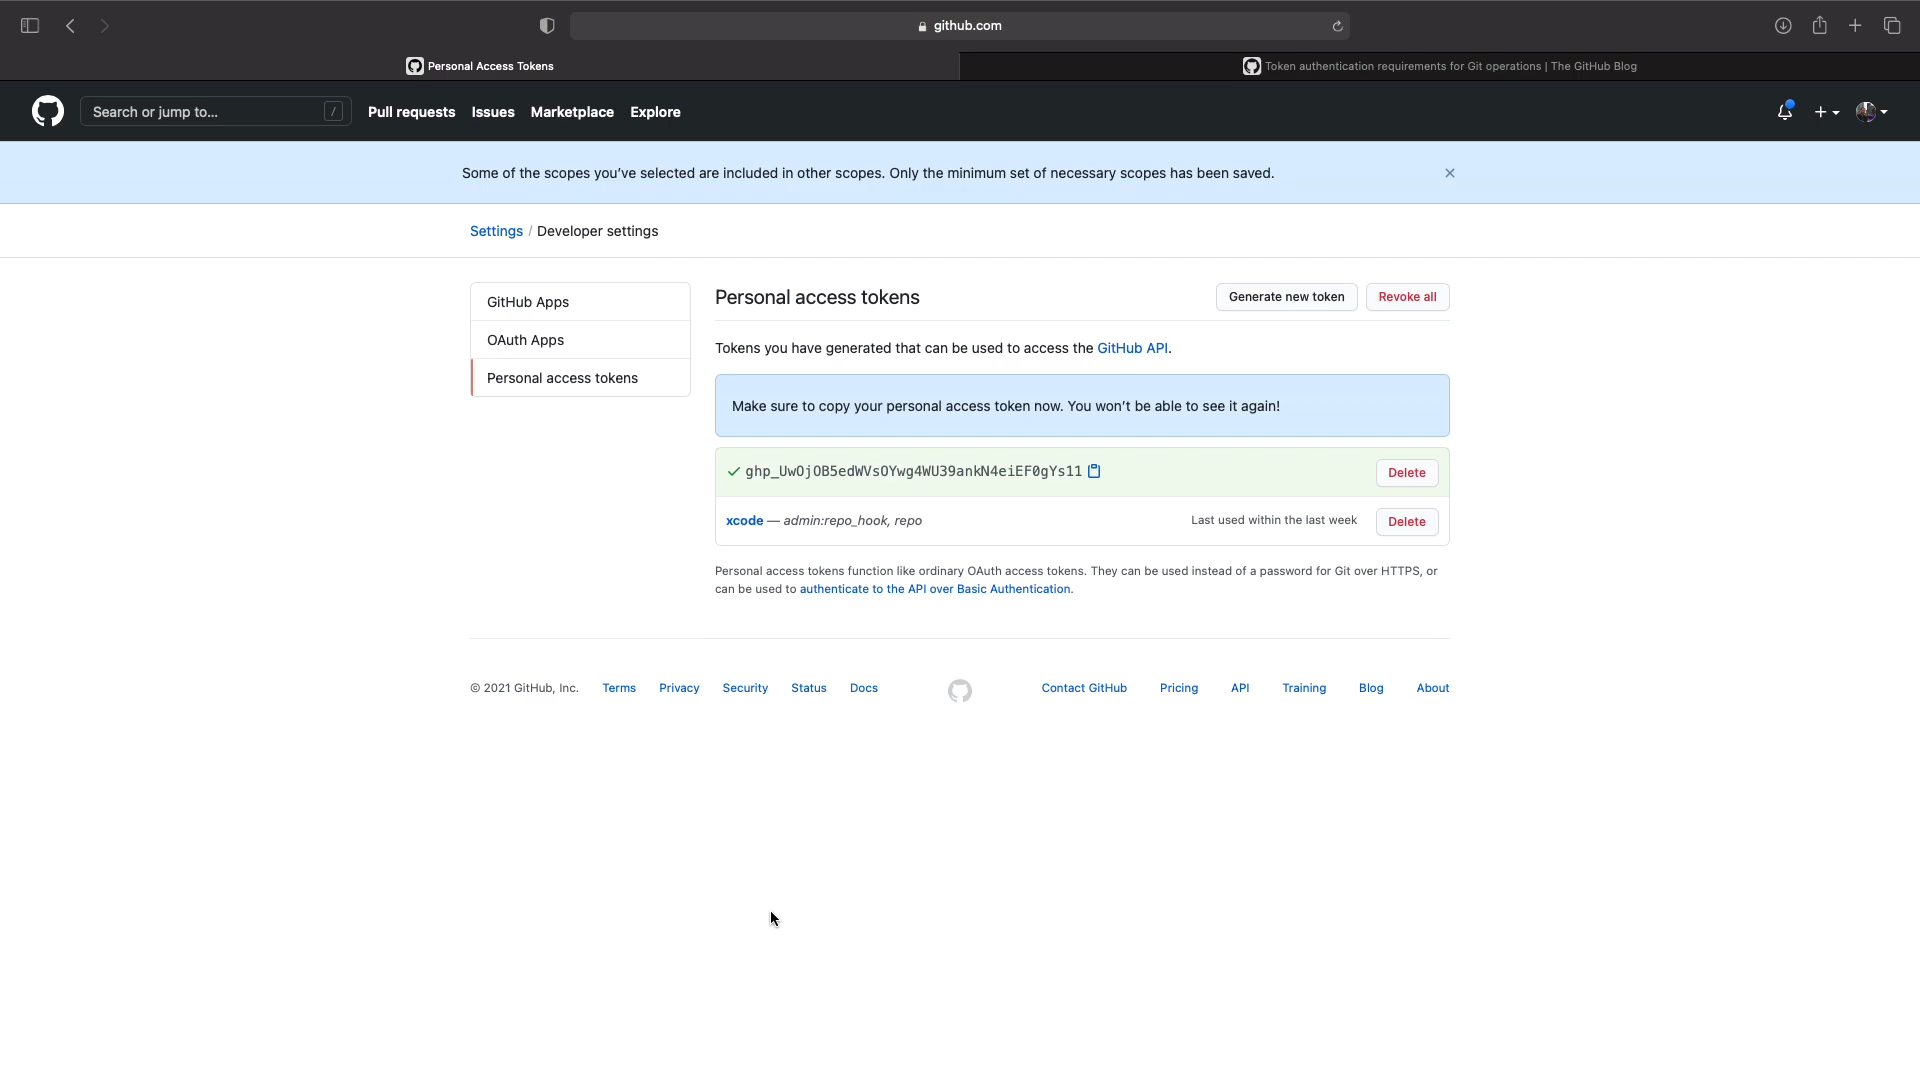 github.com
Personal Access Tokens
Token authentication requirements for Git operations | The GitHub Blog
Search or jump to...
/
Pull requests
Issues
Marketplace
Explore
Some of the scopes you've selected are included in other scopes. Only the minimum set of necessary scopes has been saved.
Settings / Developer settings
GitHub Apps
OAuth Apps
Personal access tokens
Personal access tokens
Generate new token
Revoke all
Tokens you have generated that can be used to access the GitHub API.
Make sure to copy your personal access token now. You won't be able to see it again!
Delete
xcode — admin:repo_hook, repo
Last used within the last week
Delete
Personal access tokens function like ordinary OAuth access tokens. They can be used instead of a password for Git over HTTPS, or
can be used to authenticate to the API over Basic Authentication.
© 2021 GitHub, Inc.
Terms
Privacy
Security
Status
Docs
Contact GitHub
Pricing
API
Training
Blog
About